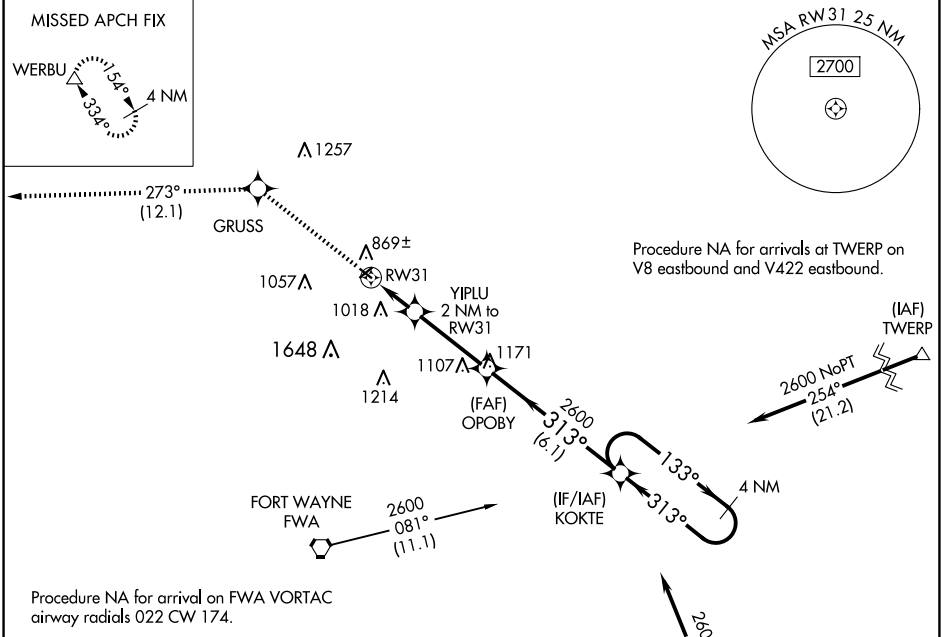 MISSED APCH FIX
WERBU
154°
4 NM
334°
MSA RW31 25 NM
2700
1257
273°
(12.1)
GRUSS
869±
RW31
1057
1018
YIPLU
2 NM to
RW31
Procedure NA for arrivals at TWERP on
V8 eastbound and V422 eastbound.
(IAF)
TWERP
2600 NoPT
254°
(21.2)
1648
1107
1171
1214
(FAF)
OPOBY
2600
313°
(6.1)
133°
4 NM
313°
(IF/IAF)
KOKTE
FORT WAYNE
FWA
2600
081°
(11.1)
Procedure NA for arrival on FWA VORTAC
airway radials 022 CW 174.